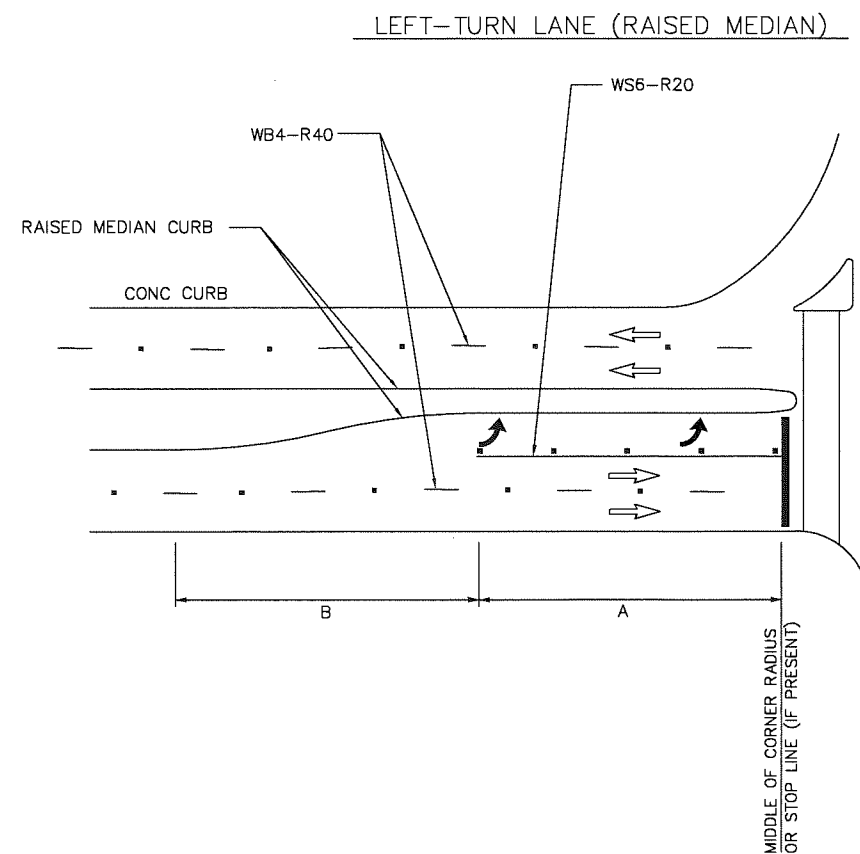 LEFT-TURN LANE (RAISED MEDIAN)
WS6-R20
WB4-R40
RAISED MEDIAN CURB
CONC CURB
B
A
MIDDLE OF CORNER RADIUS
OR STOP LINE (IF PRESENT)